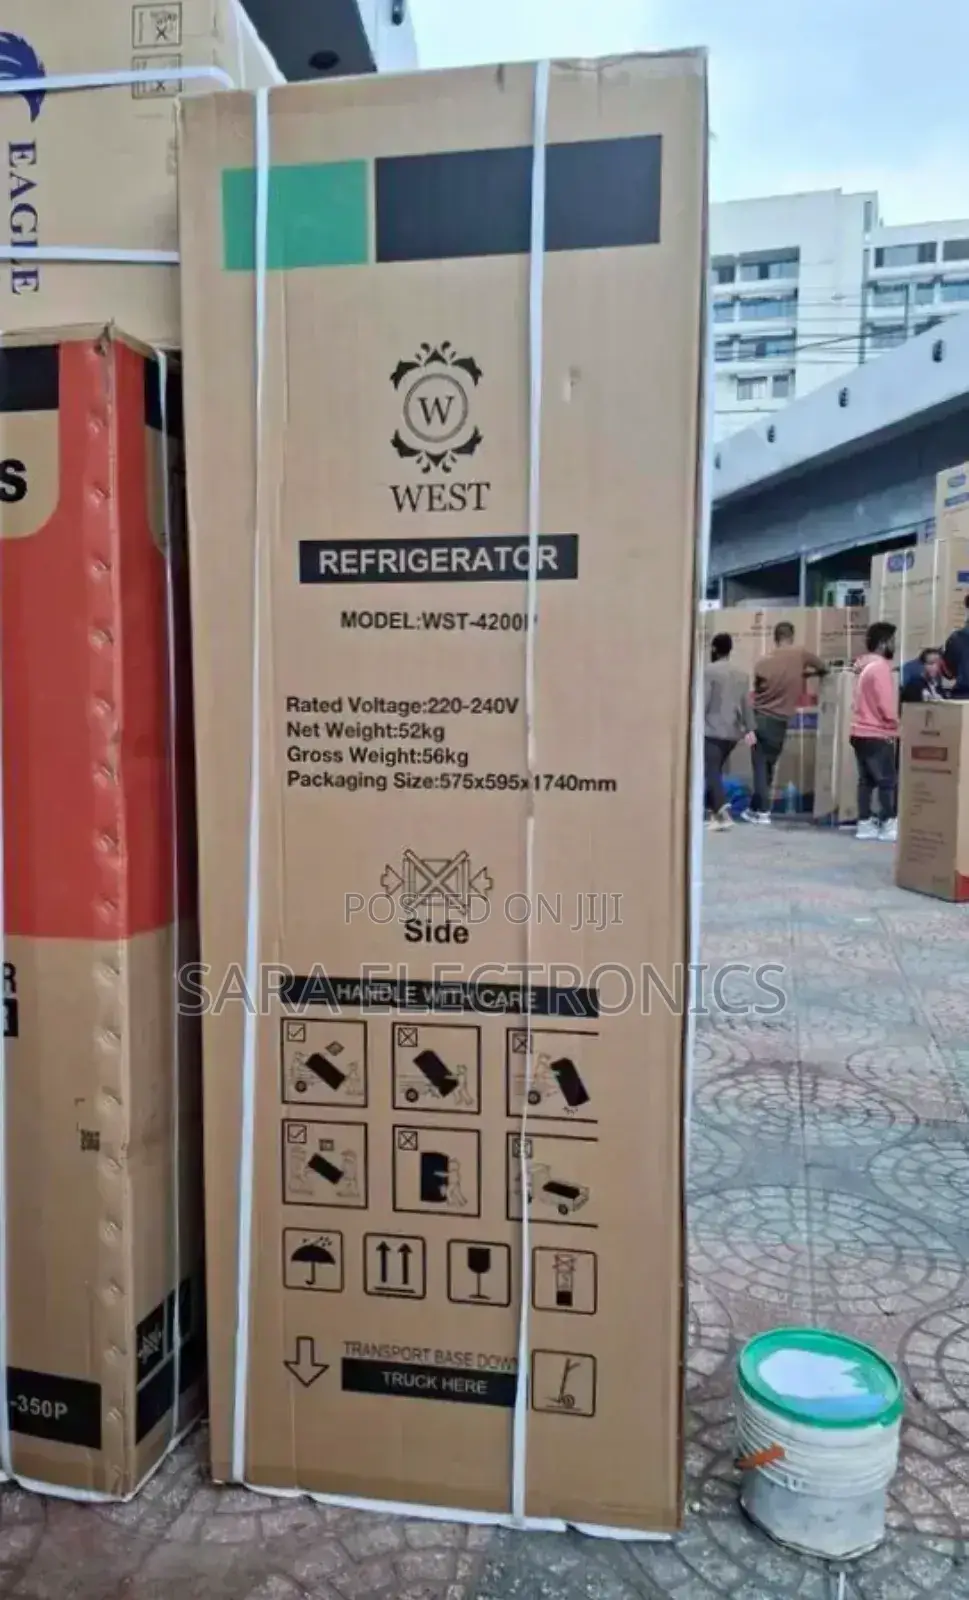 EAGLE
S
W
WEST
REFRIGERATOR
MODEL:WST-4200P
Rated Voltage:220-240V
Net Weight:52kg
Gross Weight:56kg
Packaging Size:575x595x1740mm
POSTED ON JIJI
Side
SARA ELECTRONICS
HANDLE WITH CARE
R
TRANSPORT BASE DOWN
TRUCK HERE
-350P